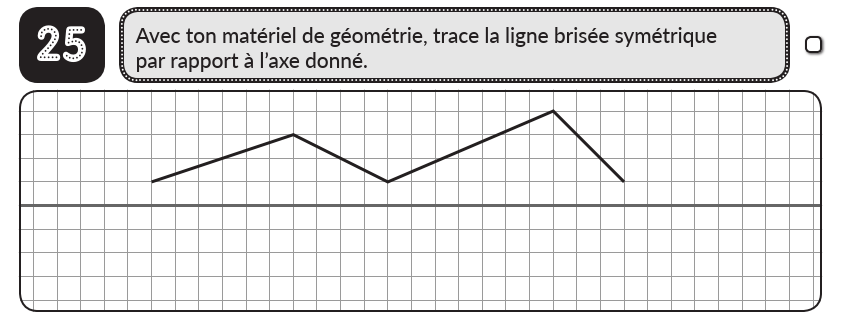 25
Avec ton matériel de géométrie, trace la ligne brisée symétrique
par rapport à l’axe donné.